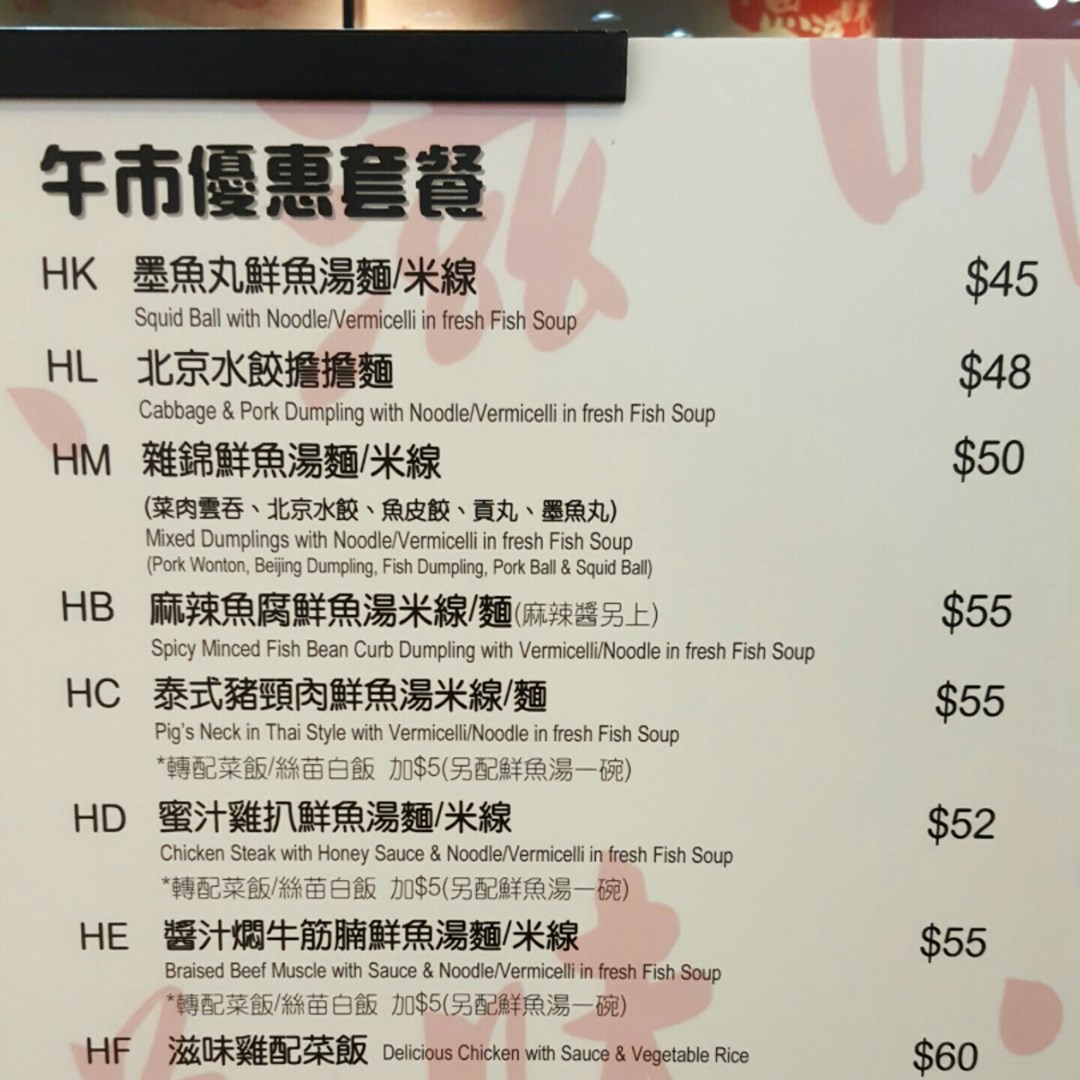 午市優惠套餐
HK 墨魚丸鮮魚湯麵/米線 $45
Squid Ball with Noodle/Vermicelli in fresh Fish Soup
HL 北京水餃擔擔麵 $48
Cabbage & Pork Dumpling with Noodle/Vermicelli in fresh Fish Soup
HM 雜錦鮮魚湯麵/米線 $50
(菜肉雲吞、北京水餃、魚皮餃、貢丸、墨魚丸)
Mixed Dumplings with Noodle/Vermicelli in fresh Fish Soup
(Pork Wonton, Beijing Dumpling, Fish Dumpling, Pork Ball & Squid Ball)
HB 麻辣魚腐鮮魚湯米線/麵(麻辣醬另上) $55
Spicy Minced Fish Bean Curb Dumpling with Vermicelli/Noodle in fresh Fish Soup
HC 泰式豬頸肉鮮魚湯米線/麵 $55
Pig's Neck in Thai Style with Vermicelli/Noodle in fresh Fish Soup
*轉配菜飯/絲苗白飯 加$5(另配鮮魚湯一碗)
HD 蜜汁雞扒鮮魚湯麵/米線 $52
Chicken Steak with Honey Sauce & Noodle/Vermicelli in fresh Fish Soup
*轉配菜飯/絲苗白飯 加$5(另配鮮魚湯一碗)
HE 醬汁燜牛筋腩鮮魚湯麵/米線 $55
Braised Beef Muscle with Sauce & Noodle/Vermicelli in fresh Fish Soup
*轉配菜飯/絲苗白飯 加$5(另配鮮魚湯一碗)
HF 滋味雞配菜飯 Delicious Chicken with Sauce & Vegetable Rice $60